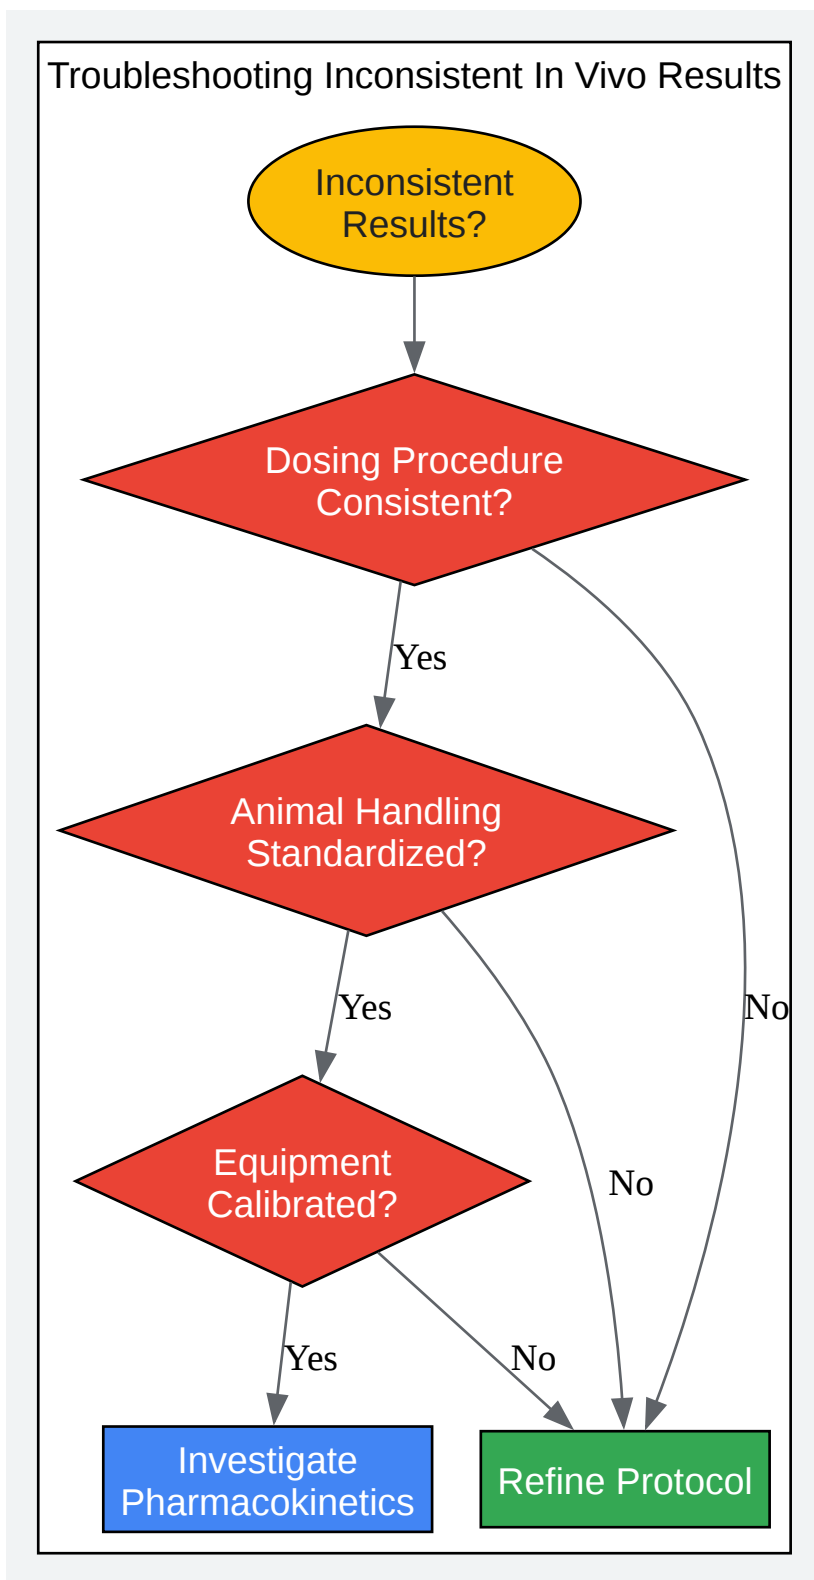 Troubleshooting Inconsistent In Vivo Results
Inconsistent
Results?
Dosing Procedure
Consistent?
Yes
Animal Handling
Standardized?
Yes
No
Equipment
Calibrated?
No
Yes
No
Investigate
Pharmacokinetics
Refine Protocol